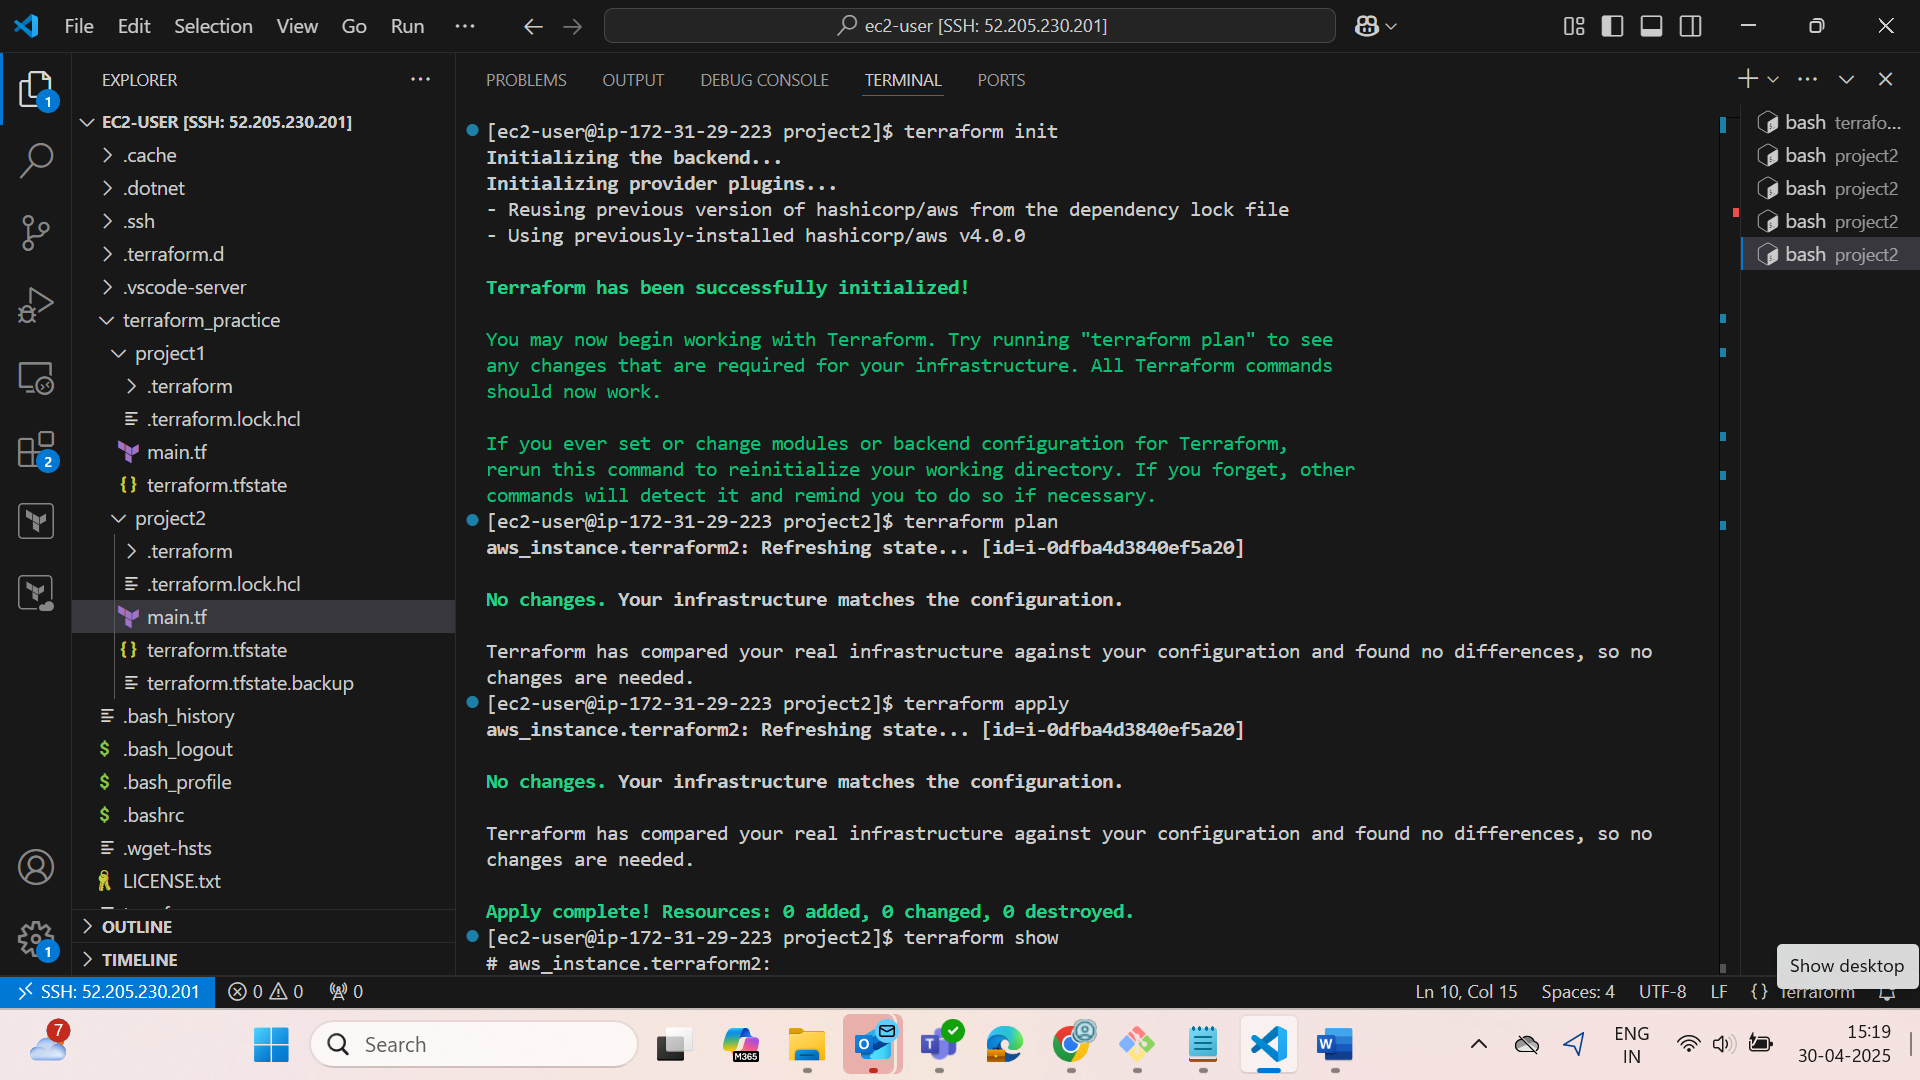 File Edit Selection View Go Run ···
ec2-user [SSH: 52.205.230.201]
EXPLORER
1
EC2-USER [SSH: 52.205.230.201]
.cache
.dotnet
.ssh
.terraform.d
.vscode-server
terraform_practice
project1
.terraform
.terraform.lock.hcl
main.tf
2
{} terraform.tfstate
project2
.terraform
.terraform.lock.hcl
main.tf
{} terraform.tfstate
terraform.tfstate.backup
.bash_history
$ .bash_logout
$ .bash_profile
$ .bashrc
.wget-hsts
LICENSE.txt
OUTLINE
1
TIMELINE
PROBLEMS OUTPUT DEBUG CONSOLE TERMINAL PORTS
[ec2-user@ip-172-31-29-223 project2]$ terraform init
Initializing the backend...
Initializing provider plugins...
- Reusing previous version of hashicorp/aws from the dependency lock file
- Using previously-installed hashicorp/aws v4.0.0
Terraform has been successfully initialized!
You may now begin working with Terraform. Try running "terraform plan" to see
any changes that are required for your infrastructure. All Terraform commands
should now work.
If you ever set or change modules or backend configuration for Terraform,
rerun this command to reinitialize your working directory. If you forget, other
commands will detect it and remind you to do so if necessary.
[ec2-user@ip-172-31-29-223 project2]$ terraform plan
aws_instance.terraform2: Refreshing state... [id=i-0dfba4d3840ef5a20]
No changes. Your infrastructure matches the configuration.
Terraform has compared your real infrastructure against your configuration and found no differences, so no
changes are needed.
[ec2-user@ip-172-31-29-223 project2]$ terraform apply
aws_instance.terraform2: Refreshing state... [id=i-0dfba4d3840ef5a20]
No changes. Your infrastructure matches the configuration.
Terraform has compared your real infrastructure against your configuration and found no differences, so no
changes are needed.
Apply complete! Resources: 0 added, 0 changed, 0 destroyed.
[ec2-user@ip-172-31-29-223 project2]$ terraform show
# aws_instance.terraform2:
bash terrafo...
bash project2
bash project2
bash project2
bash project2
Show desktop
SSH: 52.205.230.201 0 0 0
Ln 10, Col 15 Spaces: 4 UTF-8 LF {} Terraform
7
Search
M365
ENG
IN
15:19
30-04-2025